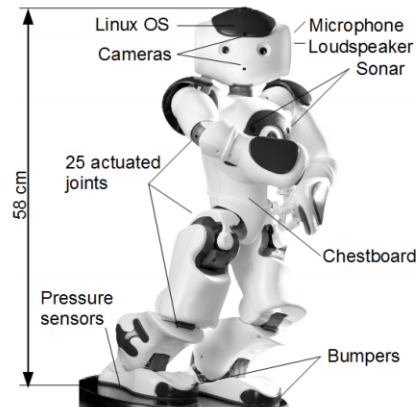 Linux OS
Cameras
Microphone
Loudspeaker
Sonar
25 actuated
joints
58 cm
Chestboard
Pressure
sensors
Bumpers